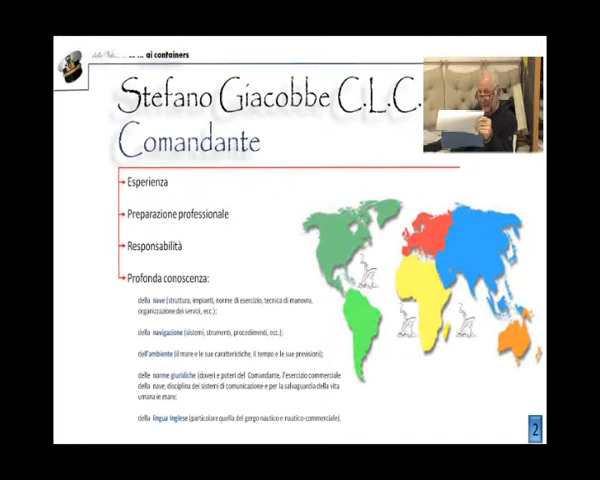 ai containers
Stefano Giacobbe C.L.C.
Comandante
Esperienza
Preparazione professionale
Responsabilità
Profonda conoscenza:
della nave (struttura, impianti, norme di esercizio, tecnica di manovra,
organizzazione dei servizi, ecc.);
della navigazione (sistemi, strumenti, procedimenti, ecc.);
dell'ambiente (il mare e le sue caratteristiche, il tempo e le sue previsioni);
delle norme giuridiche (doveri e poteri del Comandante, l'esercizio commerciale
della nave, disciplina dei sistemi di comunicazione e per la salvaguardia della vita
umana in mare;
della lingua Inglese (particolare quella del gergo nautico e nautico-commerciale).
2